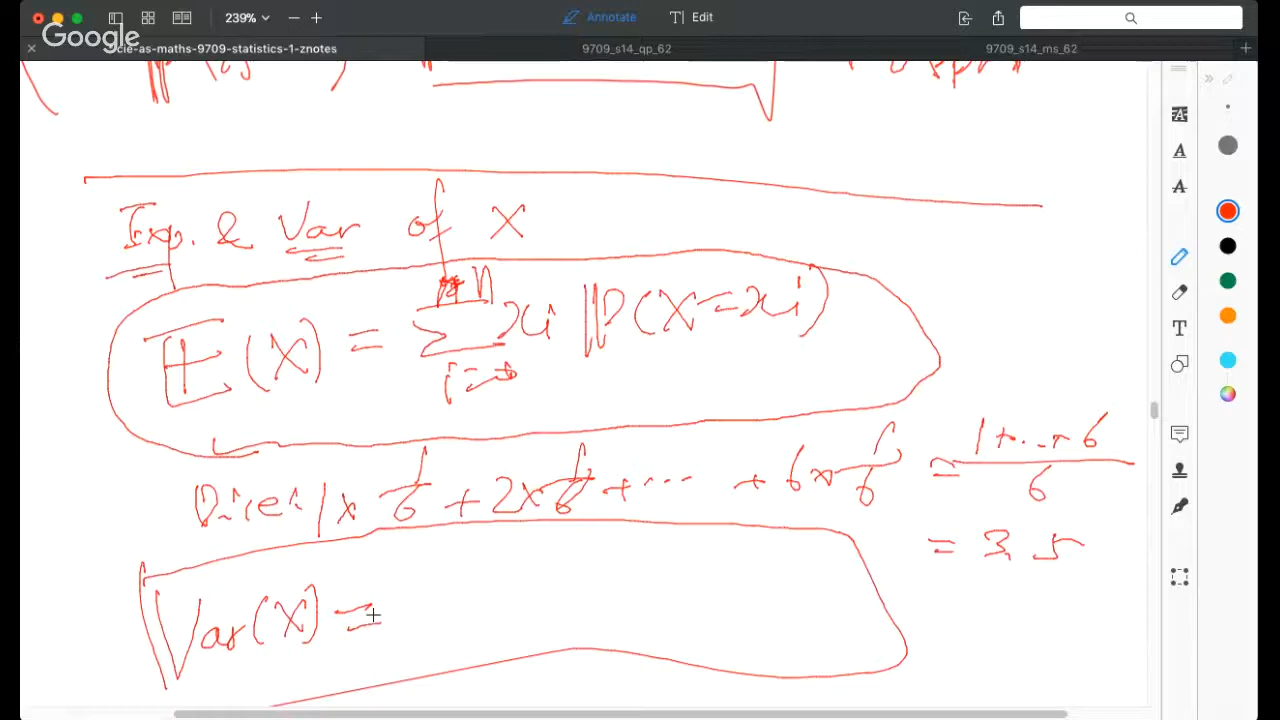 239%
Annotate
Edit
Google
cie-as-maths-9709-statistics-1-znotes
9709_s14_qp_62
9709_s14_ms_62
Exp. & Var of X
E(X) = Σ xi P(X=xi)
Dice: 1 × 1/6 + 2 × 1/6 + ... + 6 × 1/6 = 1+...+6 / 6
= 3.5
Var(X) =